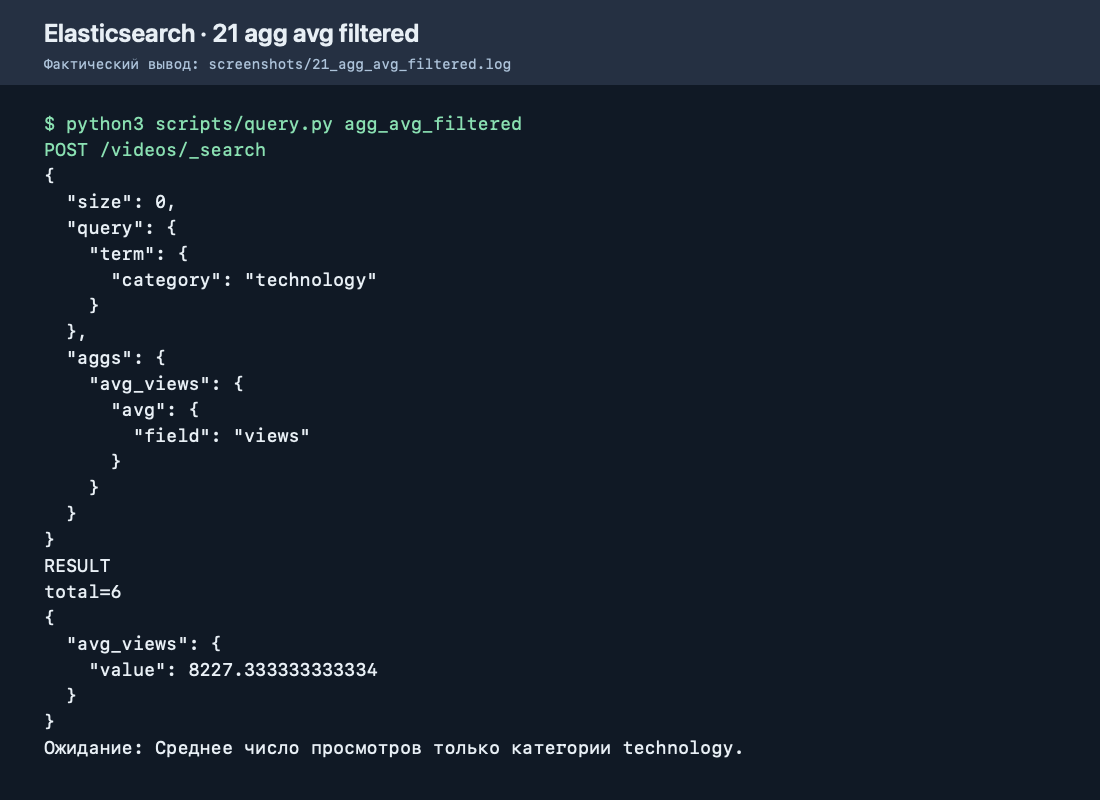 Elasticsearch · 21 agg avg filtered
Фактический вывод: screenshots/21_agg_avg_filtered.log
$ python3 scripts/query.py agg_avg_filtered
POST /videos/_search
{
  "size": 0,
  "query": {
    "term": {
      "category": "technology"
    }
  },
  "aggs": {
    "avg_views": {
      "avg": {
        "field": "views"
      }
    }
  }
}
RESULT
total=6
{
  "avg_views": {
    "value": 8227.333333333334
  }
}
Ожидание: Среднее число просмотров только категории technology.